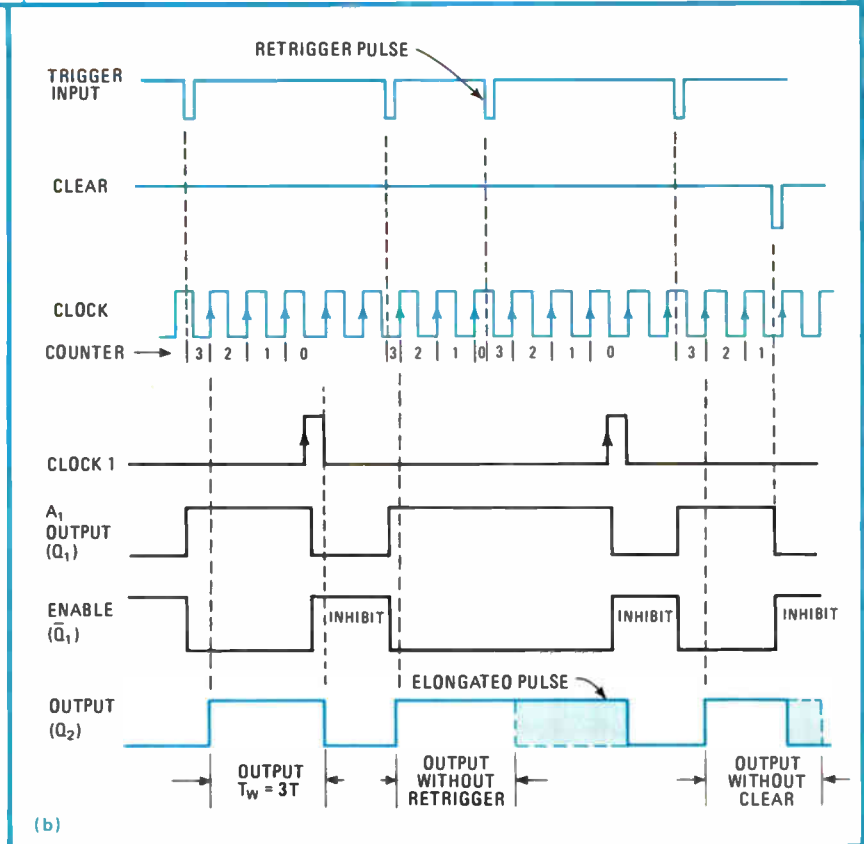 RETRIGGER PULSE
TRIGGER
INPUT
CLEAR
CLOCK
COUNTER
3 2 1 0 3 2 1 0 3 2 1 0 3 2 1
CLOCK 1
A1
OUTPUT
(Q1)
ENABLE
(Q̅1)
INHIBIT INHIBIT INHIBIT
ELONGATEO PULSE
OUTPUT
(Q2)
OUTPUT
TW = 3T
OUTPUT
WITHOUT
RETRIGGER
OUTPUT
WITHOUT
CLEAR
(b)